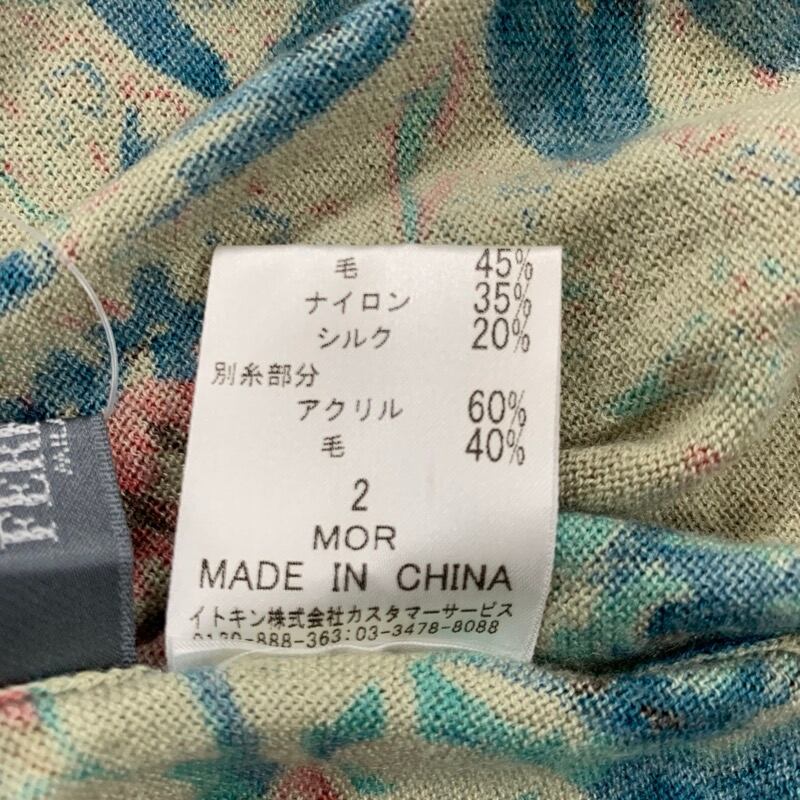 毛 45%
ナイロン 35%
シルク 20%
別糸部分
アクリル 60%
毛 40%
2
MOR
MADE IN CHINA
イトキン株式会社カスタマーサービス
0120-888-363:03-3478-8088
FERR